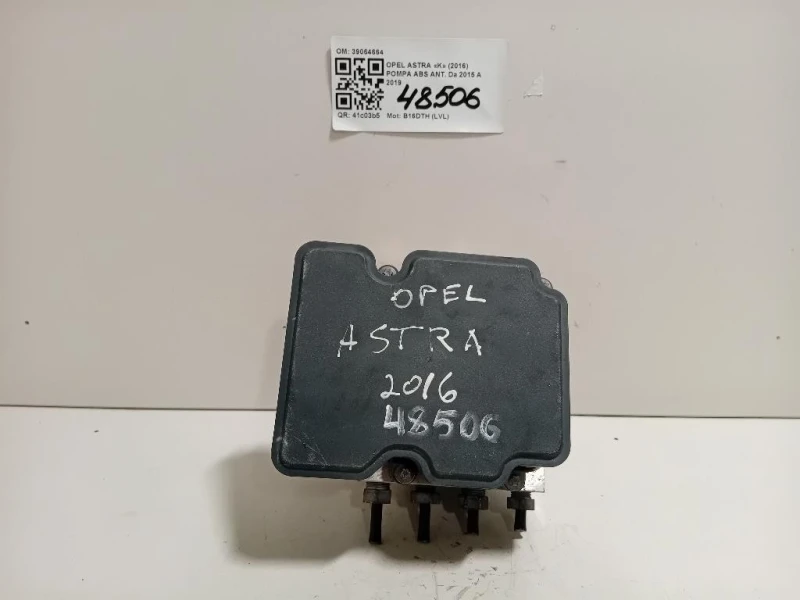 OM: 39054694
OPEL ASTRA «K» (2016)
POMPA ABS ANT. Da 2015 A
2019
48506
QR: 41c03b5
Mot: B16DTH (LVL)
OPEL
ASTRA
2016
48506